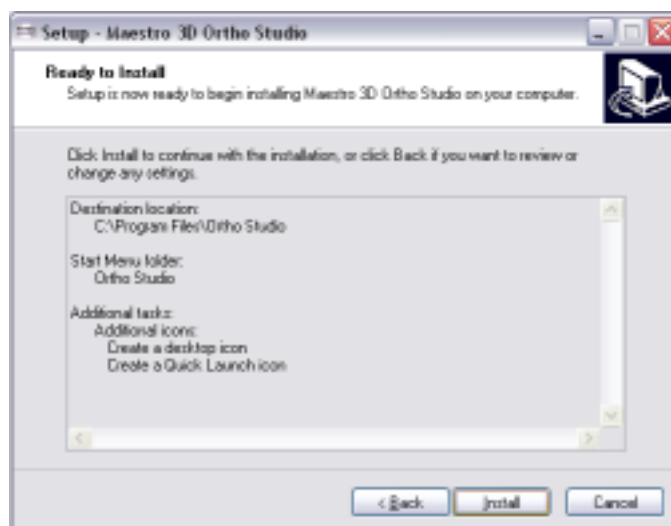 Setup - Maestro 3D Ortho Studio
Ready to Install
Setup is now ready to begin installing Maestro 3D Ortho Studio on your computer.
Click Install to continue with the installation, or click Back if you want to review or
change any settings.
Destination location:
C:\Program Files\Ortho Studio
Start Menu folder:
Ortho Studio
Additional tasks:
Additional icons:
Create a desktop icon
Create a Quick Launch icon
< Back
Install
Cancel